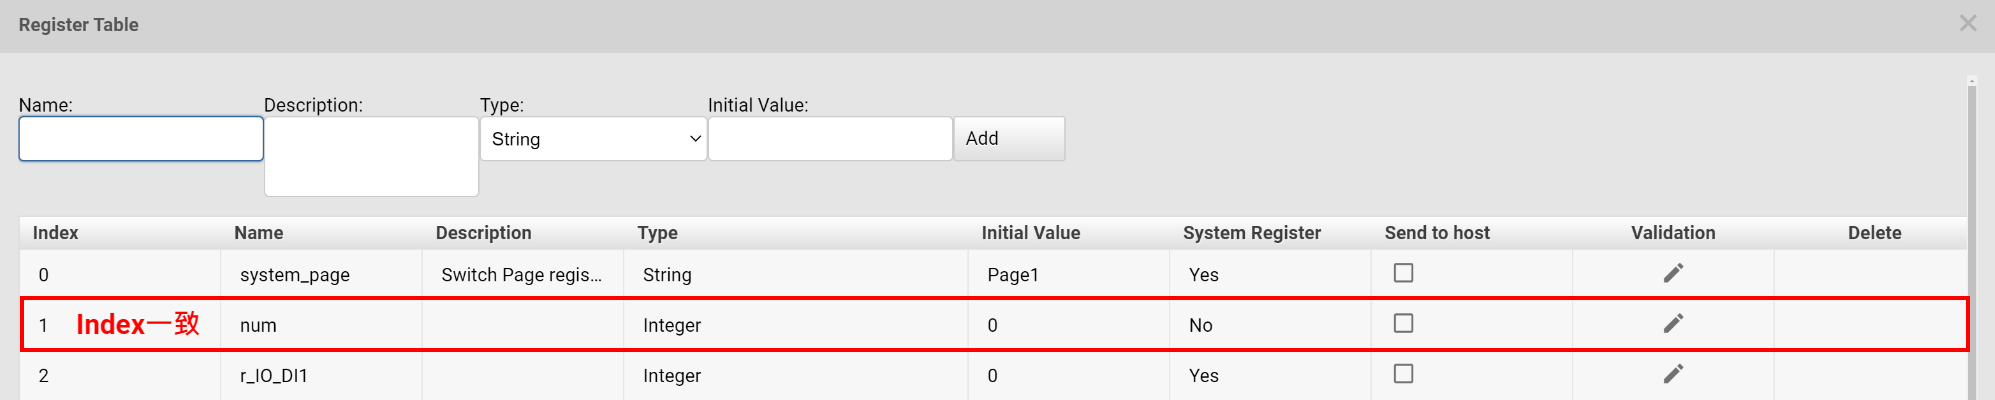 Register Table
Name: Description: Type: Initial Value:
String Add
Index Name Description Type Initial Value System Register Send to host Validation Delete
0 system_page Switch Page regis... String Page1 Yes
1 Index一致 num Integer 0 No
2 r_IO_DI1 Integer 0 Yes